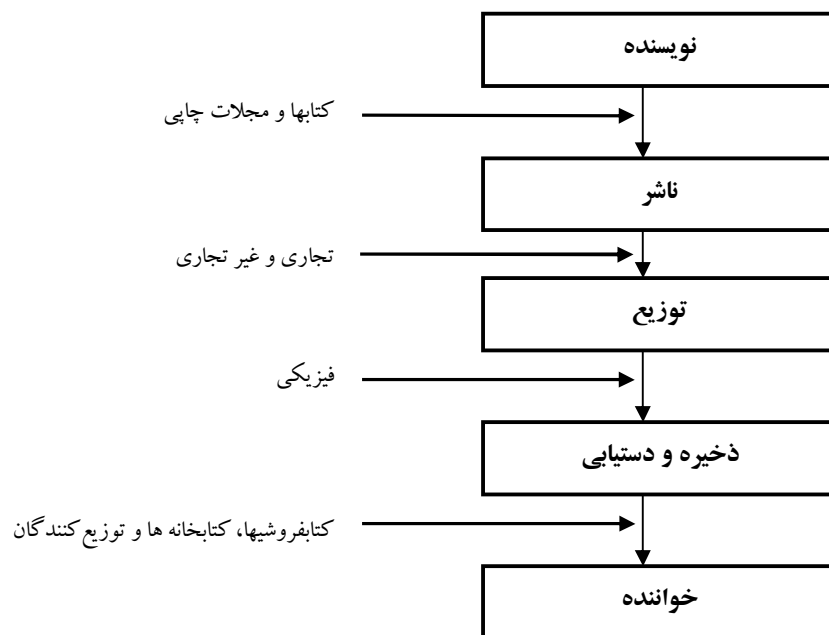 نویسنده
کتابها و مجلات چاپی
ناشر
تجاری و غیر تجاری
توزیع
فیزیکی
ذخیره و دستیابی
کتابفروشیها، کتابخانه ها و توزیع کنندگان
خواننده